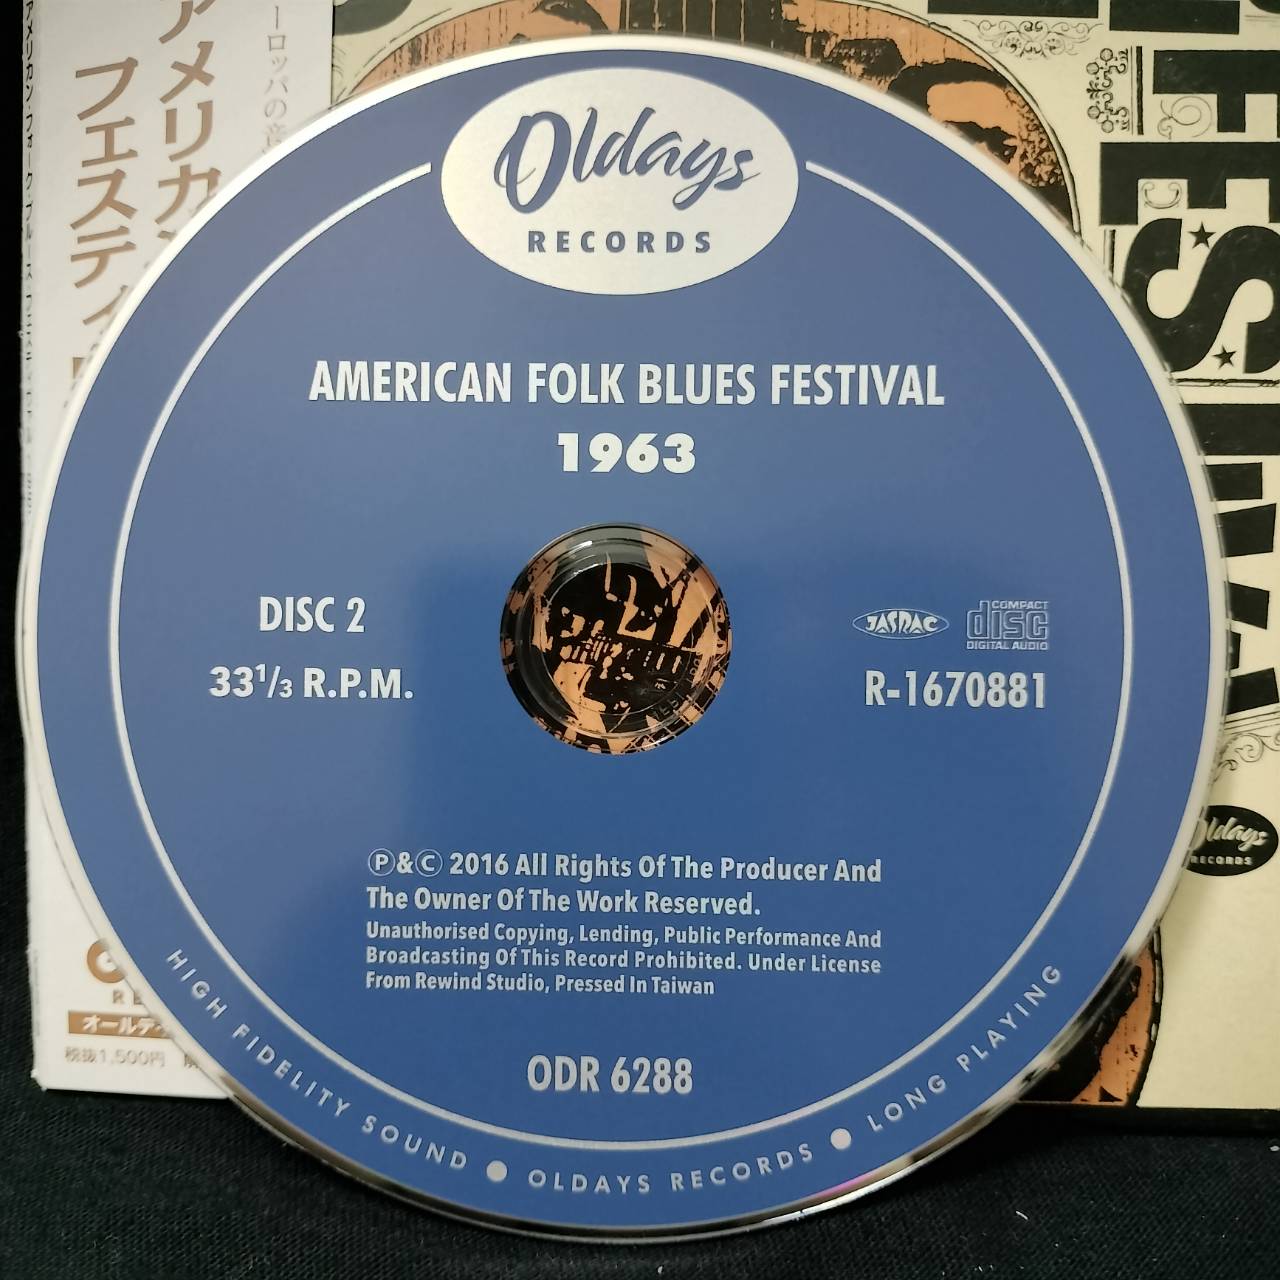 Oldays
RECORDS
AMERICAN FOLK BLUES FESTIVAL
1963
DISC 2
33⅓ R.P.M.
JASRAC
COMPACT
disc
DIGITAL AUDIO
R-1670881
Ⓟ&Ⓒ 2016 All Rights Of The Producer And
The Owner Of The Work Reserved.
Unauthorised Copying, Lending, Public Performance And
Broadcasting Of This Record Prohibited. Under License
From Rewind Studio, Pressed In Taiwan
ODR 6288
HIGH FIDELITY SOUND ● OLDAYS RECORDS ● LONG PLAYING
ーロッパの音
アメリカ
フェスティ
オールデイ
税抜1,500円
Oldays
RECORDS